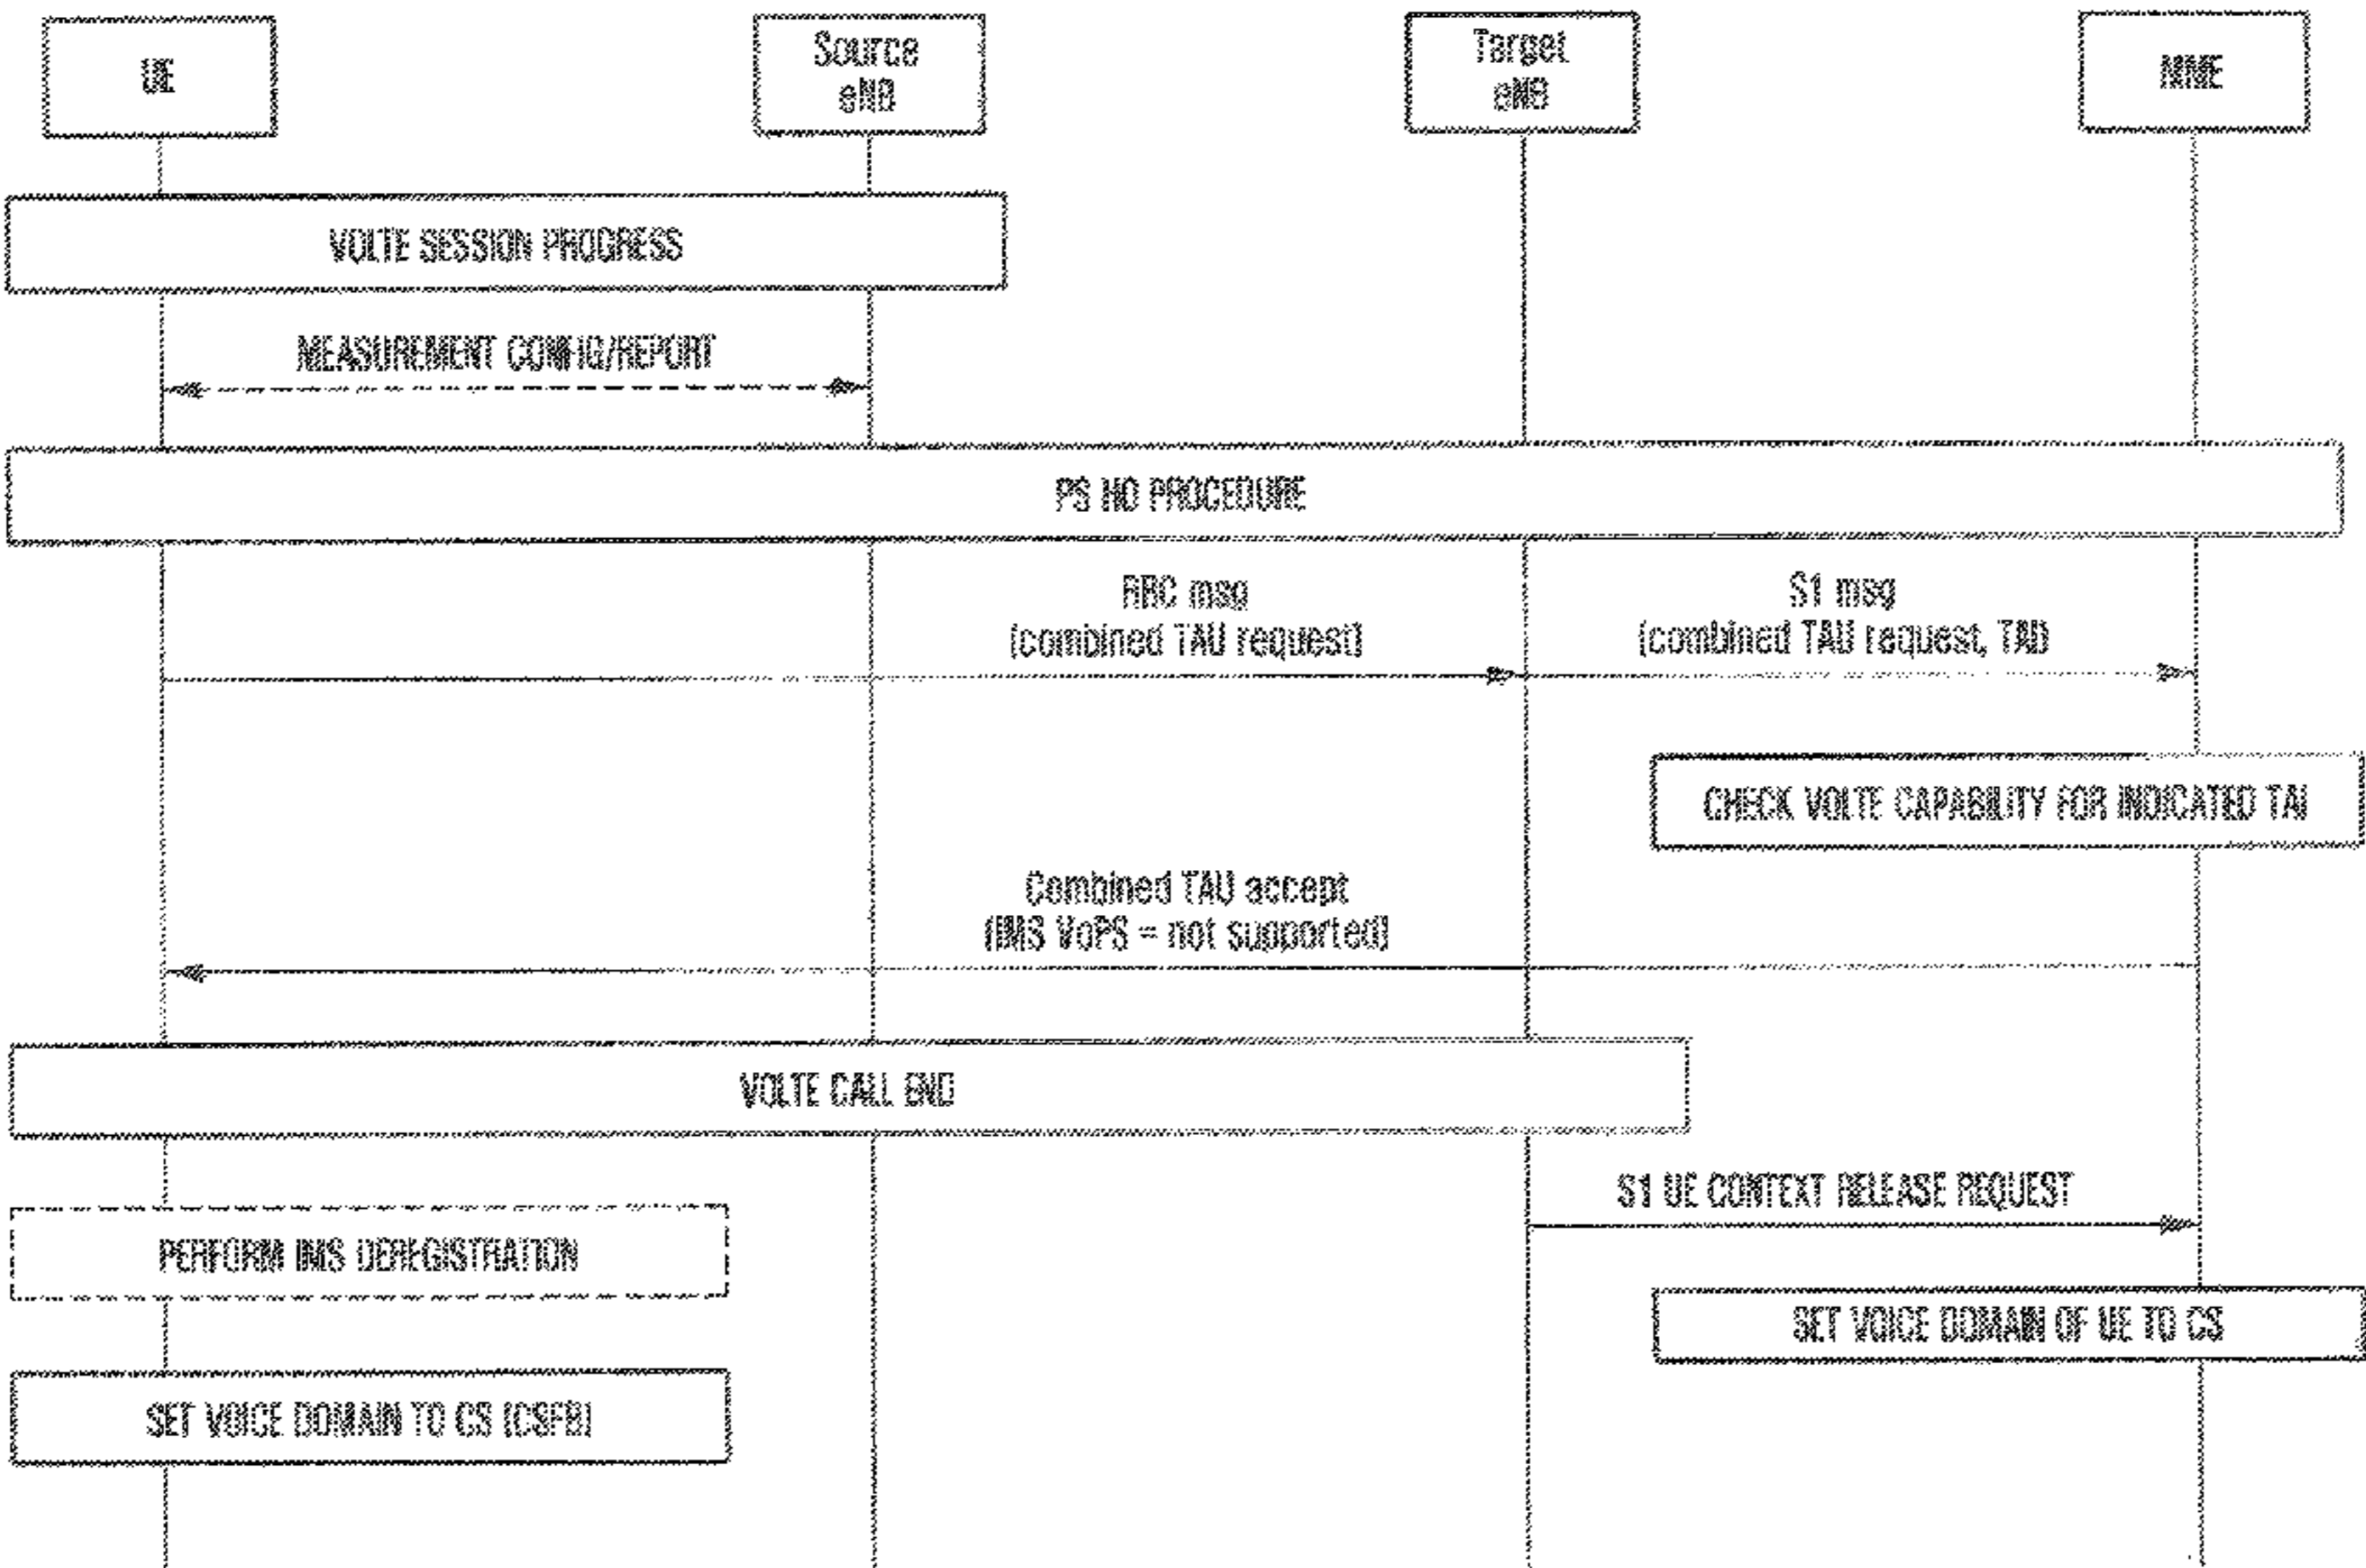 UE
Source
eNB
Target
eNB
MME
VOLTE SESSION PROGRESS
MEASUREMENT CONFIG/REPORT
PS HO PROCEDURE
RRC msg
(combined TAU request)
S1 msg
(combined TAU request, TAI)
CHECK VOLTE CAPABILITY FOR INDICATED TAI
Combined TAU accept
(IMS VoPS = not supported)
VOLTE CALL END
S1 UE CONTEXT RELEASE REQUEST
PERFORM IMS DEREGISTRATION
SET VOICE DOMAIN OF UE TO CS
SET VOICE DOMAIN TO CS (CSFB)